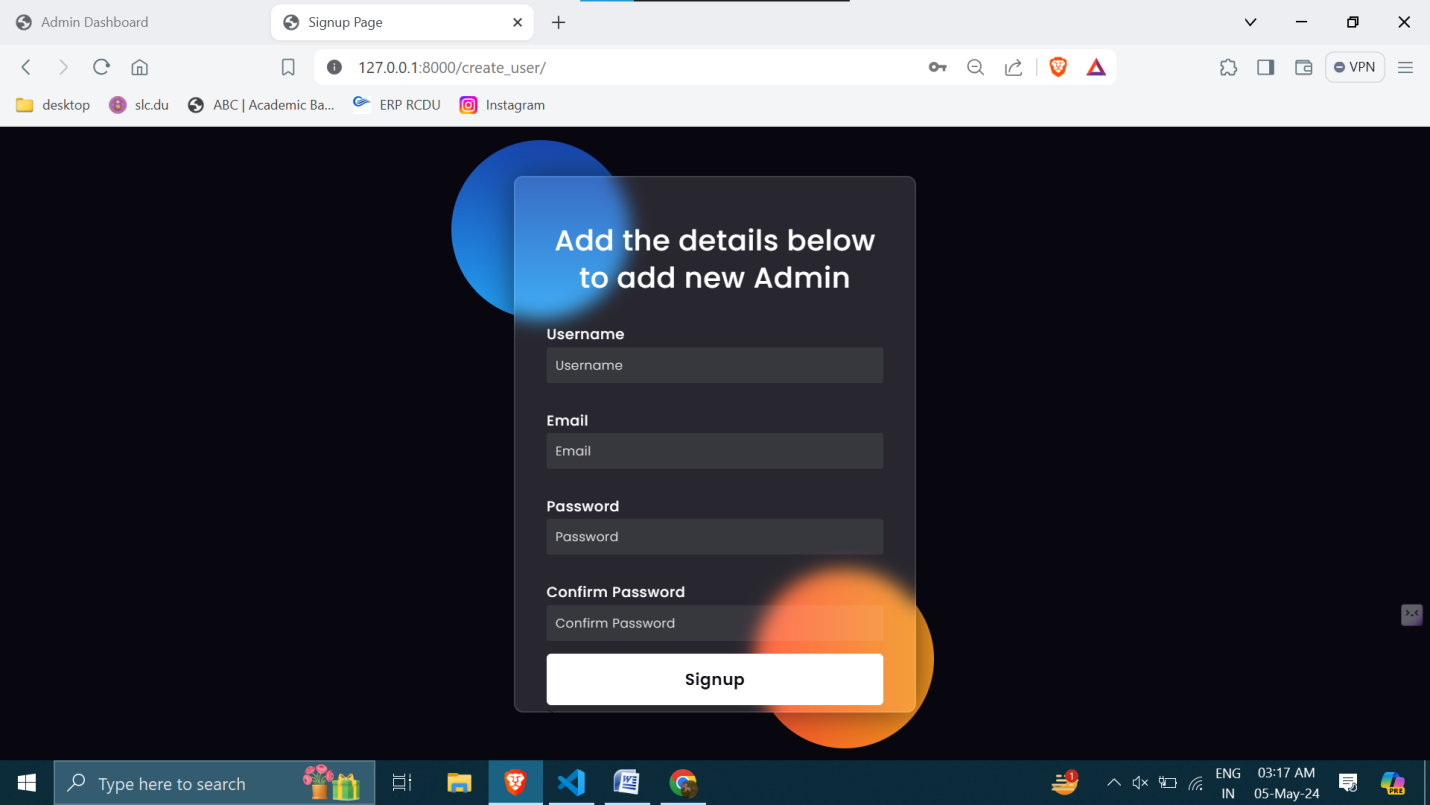 Admin Dashboard
Signup Page
127.0.0.1:8000/create_user/
VPN
desktop
slc.du
ABC | Academic Ba...
ERP RCDU
Instagram
Add the details below
to add new Admin
Username
Username
Email
Email
Password
Password
Confirm Password
Confirm Password
Signup
Type here to search
1
ENG
IN
03:17 AM
05-May-24
PRE